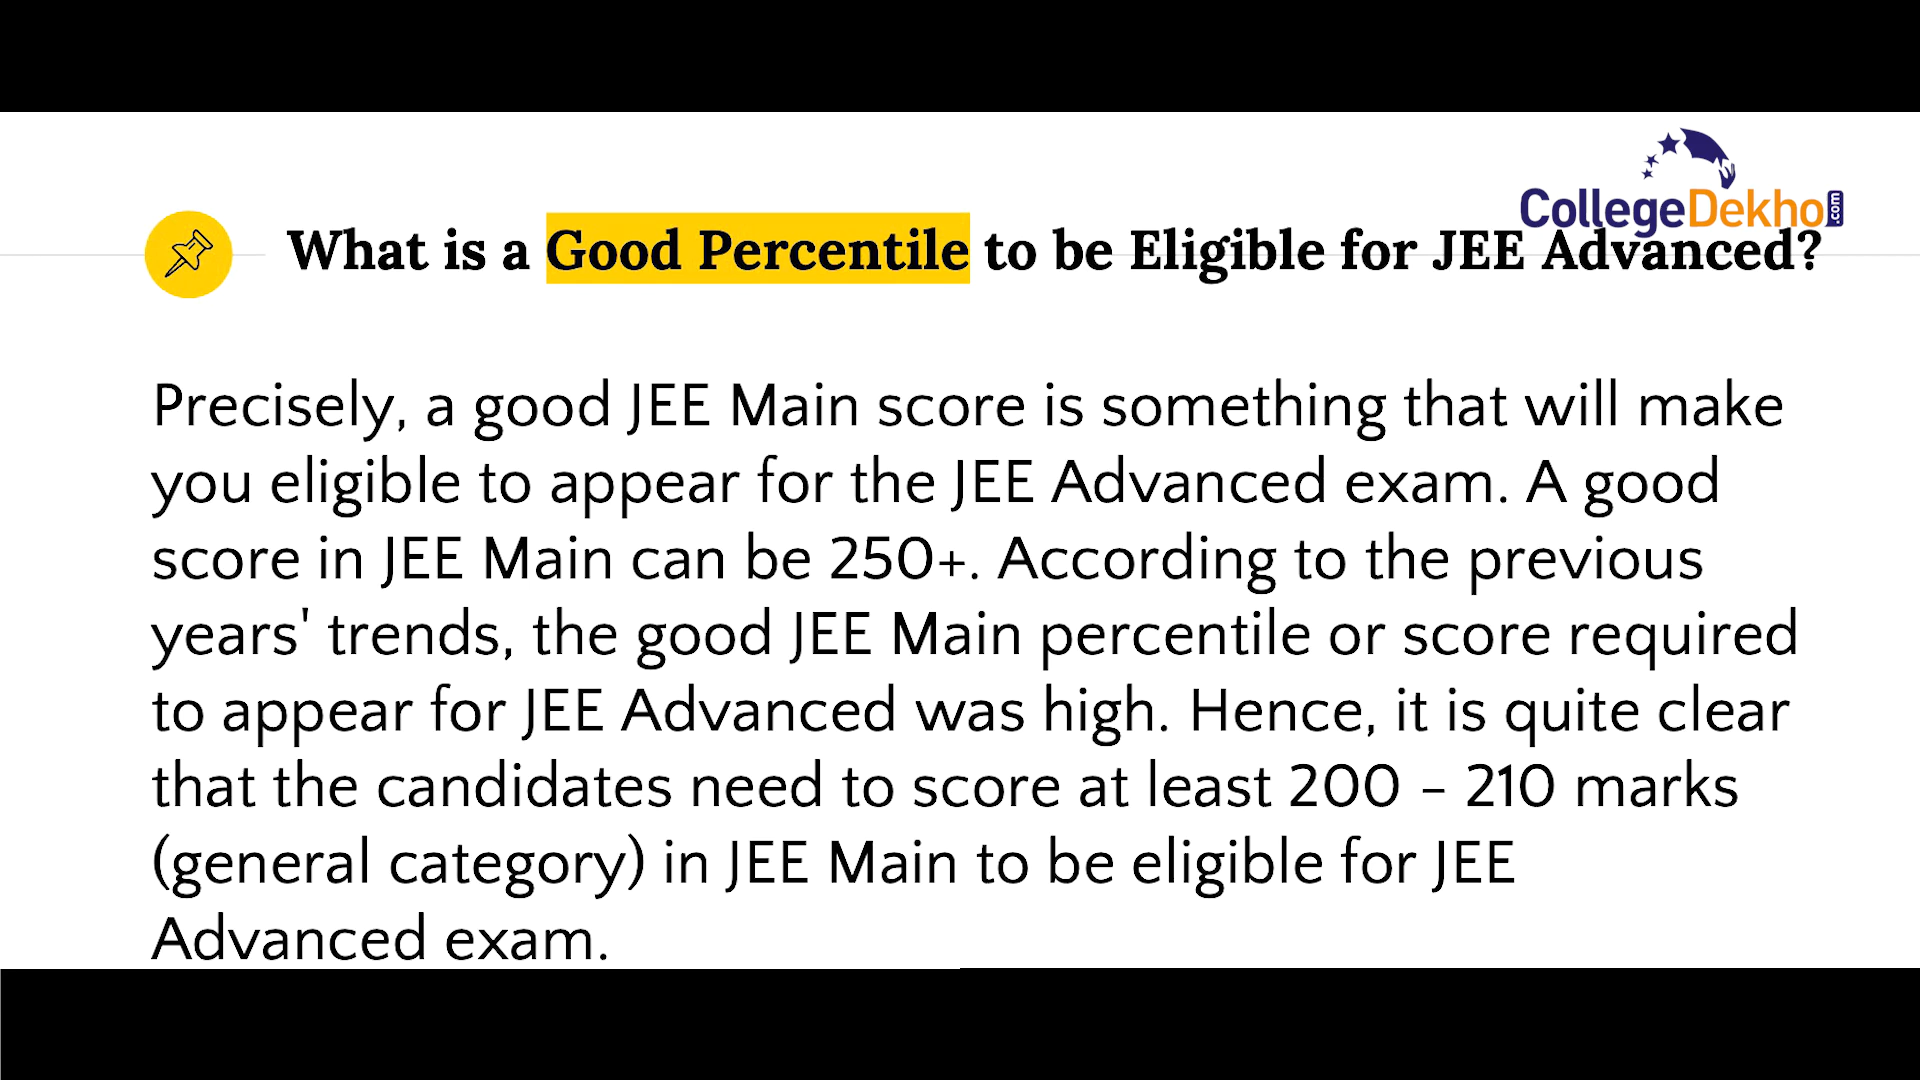 CollegeDekho.com
What is a Good Percentile to be Eligible for JEE Advanced?
Precisely, a good JEE Main score is something that will make
you eligible to appear for the JEE Advanced exam. A good
score in JEE Main can be 250+. According to the previous
years' trends, the good JEE Main percentile or score required
to appear for JEE Advanced was high. Hence, it is quite clear
that the candidates need to score at least 200 – 210 marks
(general category) in JEE Main to be eligible for JEE
Advanced exam.